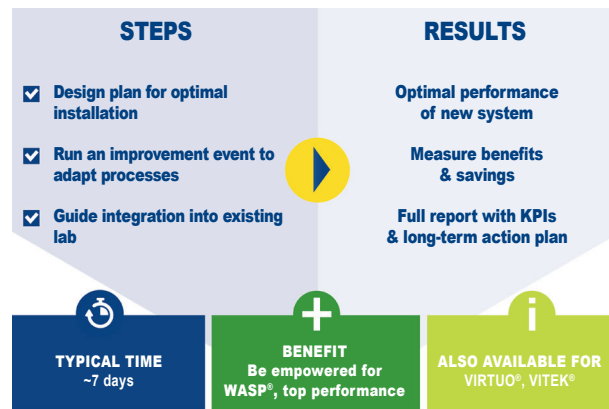 STEPS
Design plan for optimal
installation
Run an improvement event to
adapt processes
Guide integration into existing
lab
RESULTS
Optimal performance
of new system
Measure benefits
& savings
Full report with KPIs
& long-term action plan
TYPICAL TIME
~7 days
BENEFIT
Be empowered for
WASP®, top performance
i
ALSO AVAILABLE FOR
VIRTUO®, VITEK®